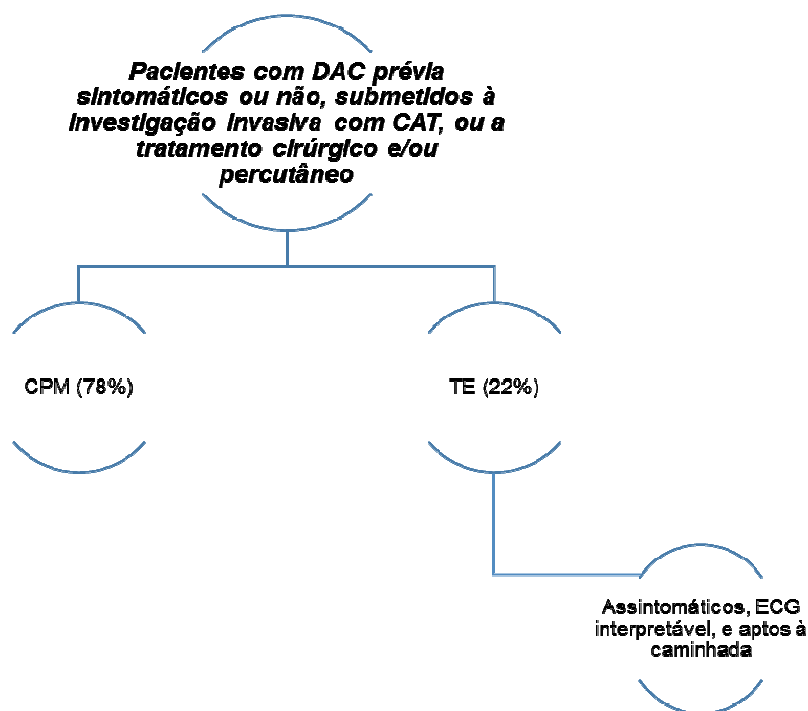 Pacientes com DAC prévia
sintomáticos ou não, submetidos à
investigação invasiva com CAT, ou a
tratamento cirúrgico e/ou
percutâneo
CPM (78%)
TE (22%)
Assintomáticos, ECG
interpretável, e aptos à
caminhada